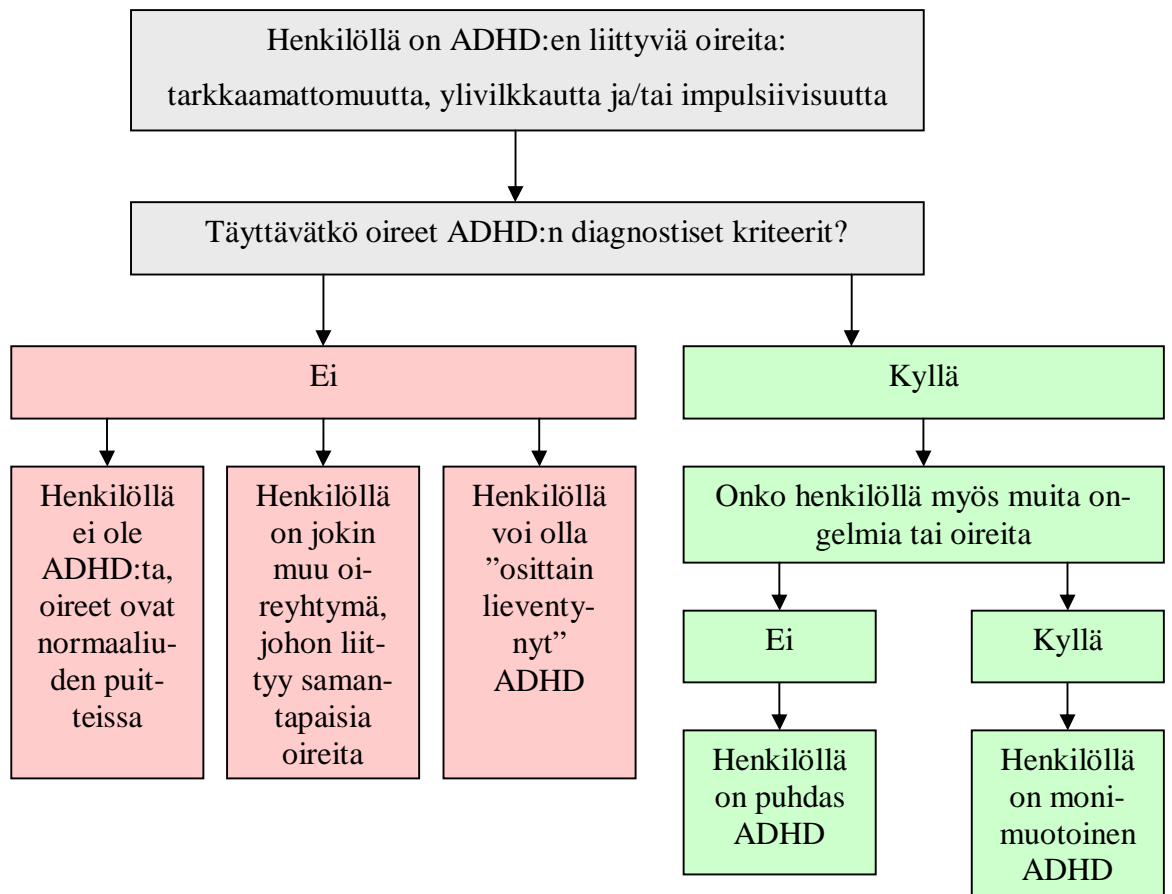 Henkilöllä on ADHD:en liittyviä oireita:
tarkkaamattomuutta, ylivilkkautta ja/tai impulsiivisuutta
Täyttävätkö oireet ADHD:n diagnostiset kriteerit?
Ei
Kyllä
Henkilöllä
ei ole
ADHD:ta,
oireet ovat
normaaliu-
den puit-
teissa
Henkilöllä
on jokin
muu oi-
reyhtymä,
johon liit-
tyy saman-
tapaisia
oireita
Henkilöllä
voi olla
”osittain
lieventy-
nyt”
ADHD
Onko henkilöllä myös muita on-
gelmia tai oireita
Ei
Kyllä
Henkilöllä
on puhdas
ADHD
Henkilöllä
on moni-
muotoinen
ADHD